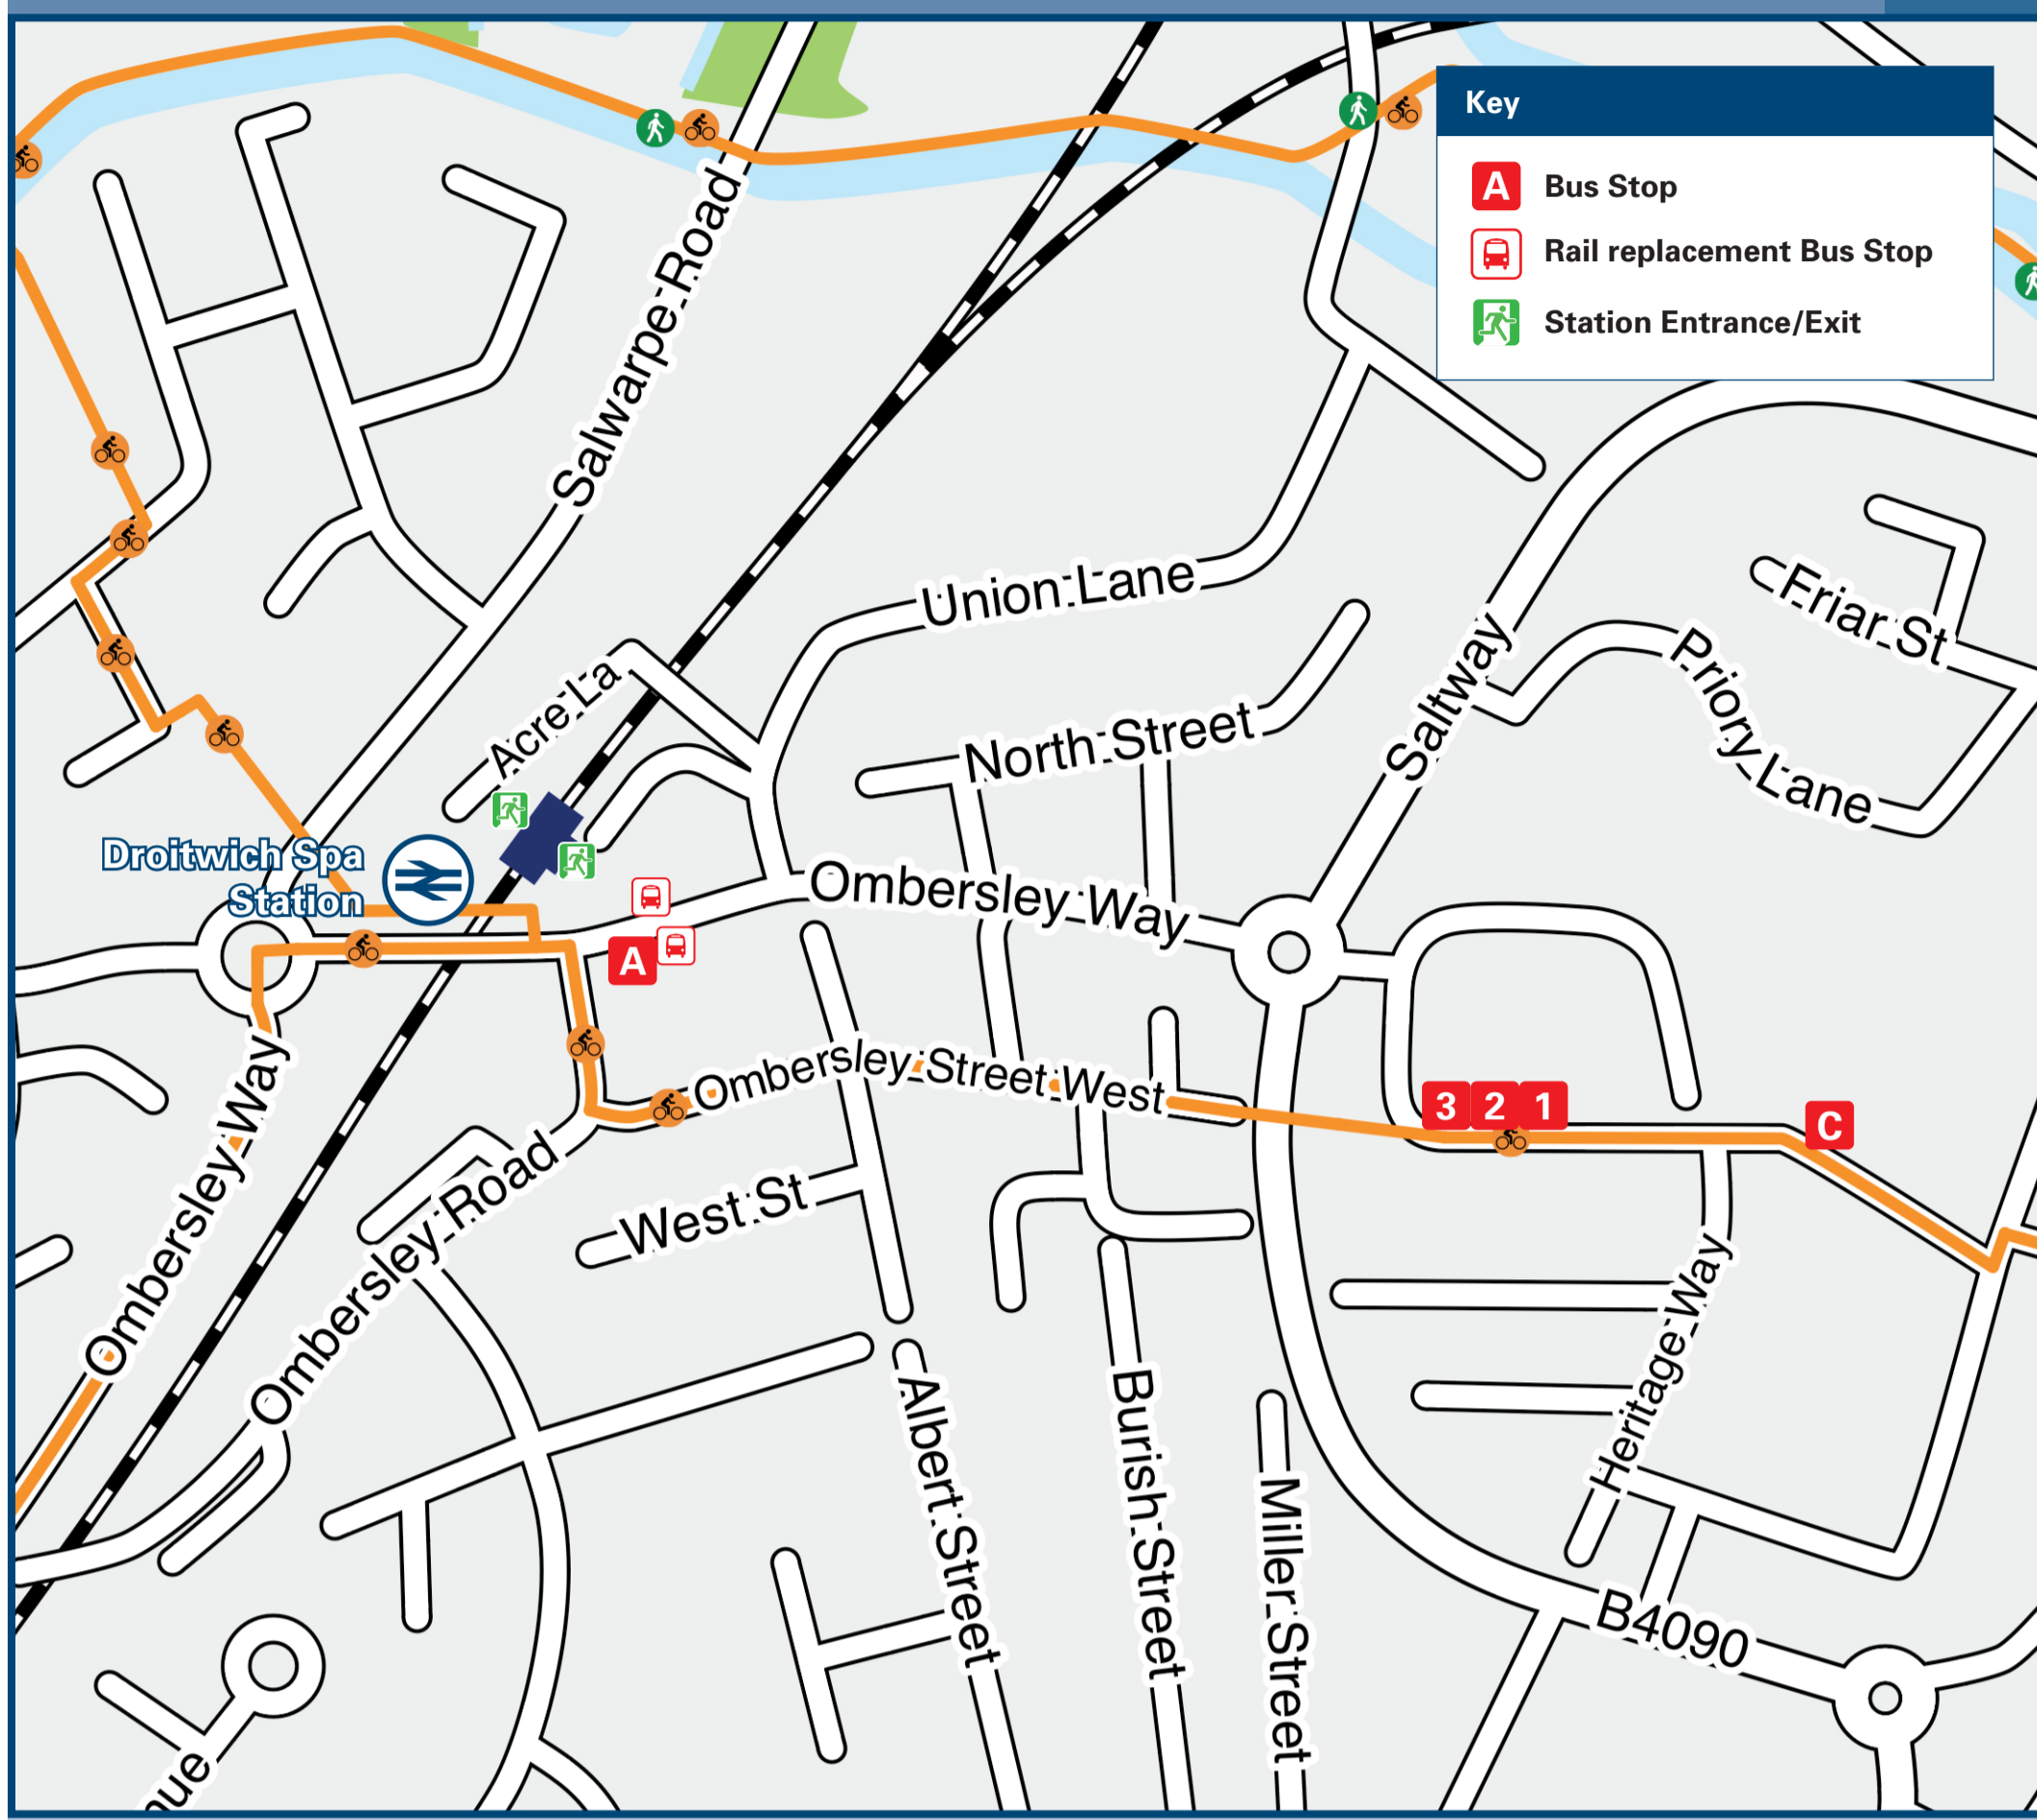 Key
A
Bus Stop
Rail replacement Bus Stop
Station Entrance/Exit
Salwarpe Road
Union Lane
Friar St
Acre La
North Street
Saltway
Priory Lane
Droitwich Spa
Station
Ombersley Way
A
Ombersley Way
Ombersley Street West
3
2
1
C
Ombersley Road
West St
Heritage Way
Albert Street
Burish Street
Miller Street
B4090
nue